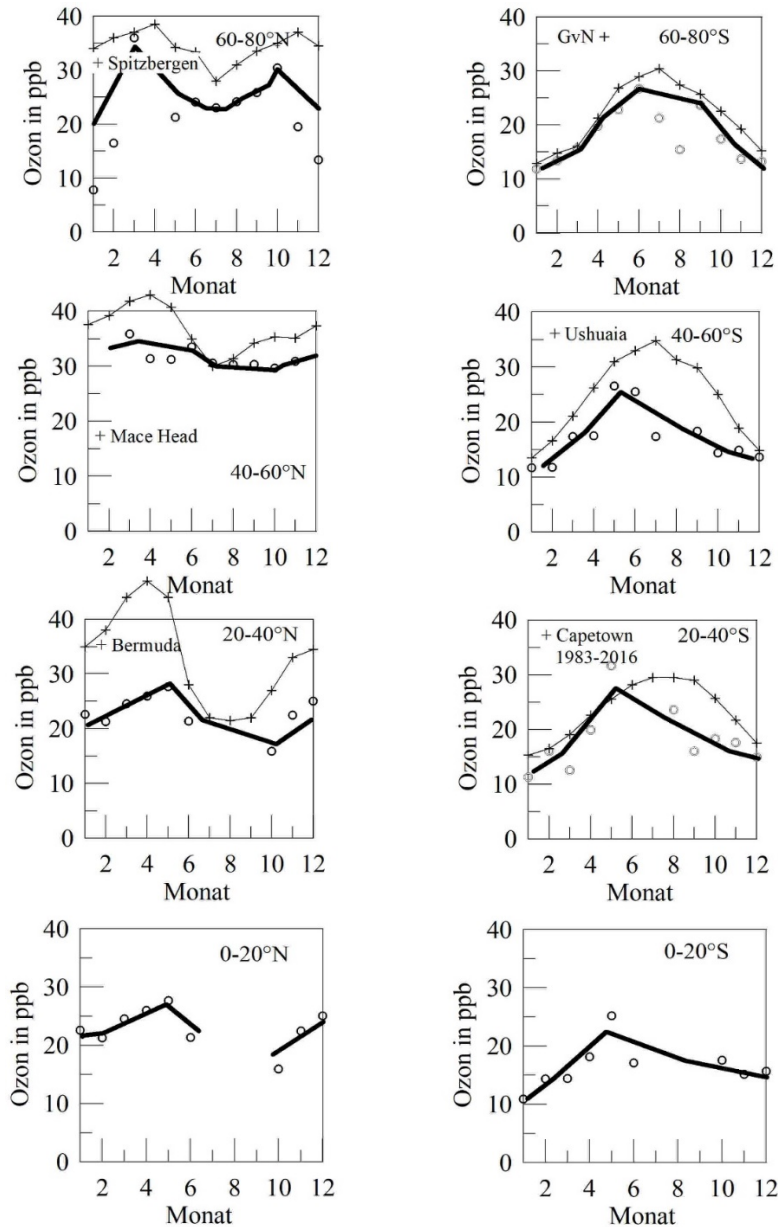 40
60-80°N
+ Spitzbergen
30
Ozon in ppb
20
10
0
2 4 6 8 10 12
Monat
40
GvN + 60-80°S
30
Ozon in ppb
20
10
0
2 4 6 8 10 12
Monat
40
30
Ozon in ppb
20
+ Mace Head
10
40-60°N
0
2 4 6 8 10 12
Monat
40
+ Ushuaia 40-60°S
30
Ozon in ppb
20
10
0
2 4 6 8 10 12
Monat
40
20-40°N
+ Bermuda
30
Ozon in ppb
20
10
0
2 4 6 8 10 12
Monat
40
+ Capetown 20-40°S
1983-2016
30
Ozon in ppb
20
10
0
2 4 6 8 10 12
Monat
40
0-20°N
30
Ozon in ppb
20
10
0
2 4 6 8 10 12
Monat
40
0-20°S
30
Ozon in ppb
20
10
0
2 4 6 8 10 12
Monat